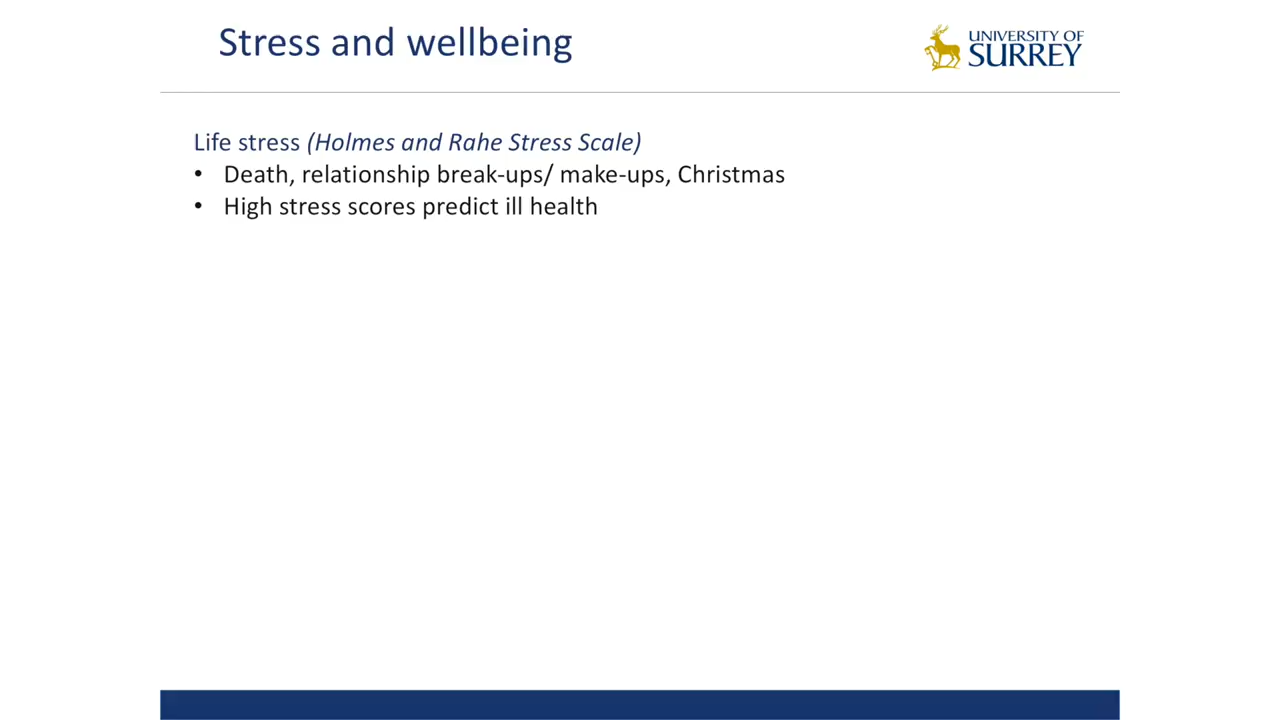 Stress and wellbeing
UNIVERSITY OF
SURREY
Life stress (Holmes and Rahe Stress Scale)
• Death, relationship break-ups/ make-ups, Christmas
• High stress scores predict ill health